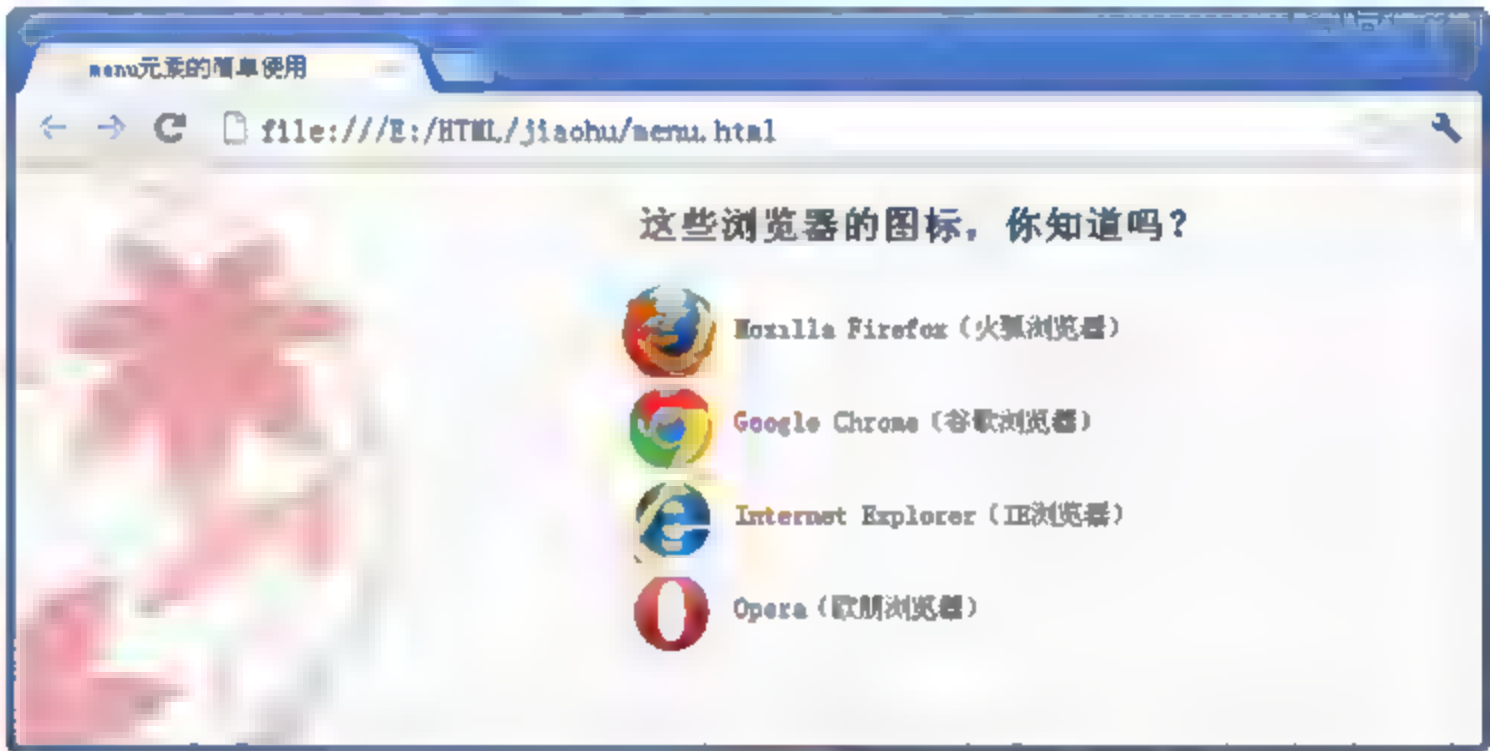 menu元素的简单使用
file:///E:/HTML/jiaohu/menu.html
这些浏览器的图标，你知道吗？
Mozilla Firefox（火狐浏览器）
Google Chrome（谷歌浏览器）
Internet Explorer（IE浏览器）
Opera（欧朋浏览器）